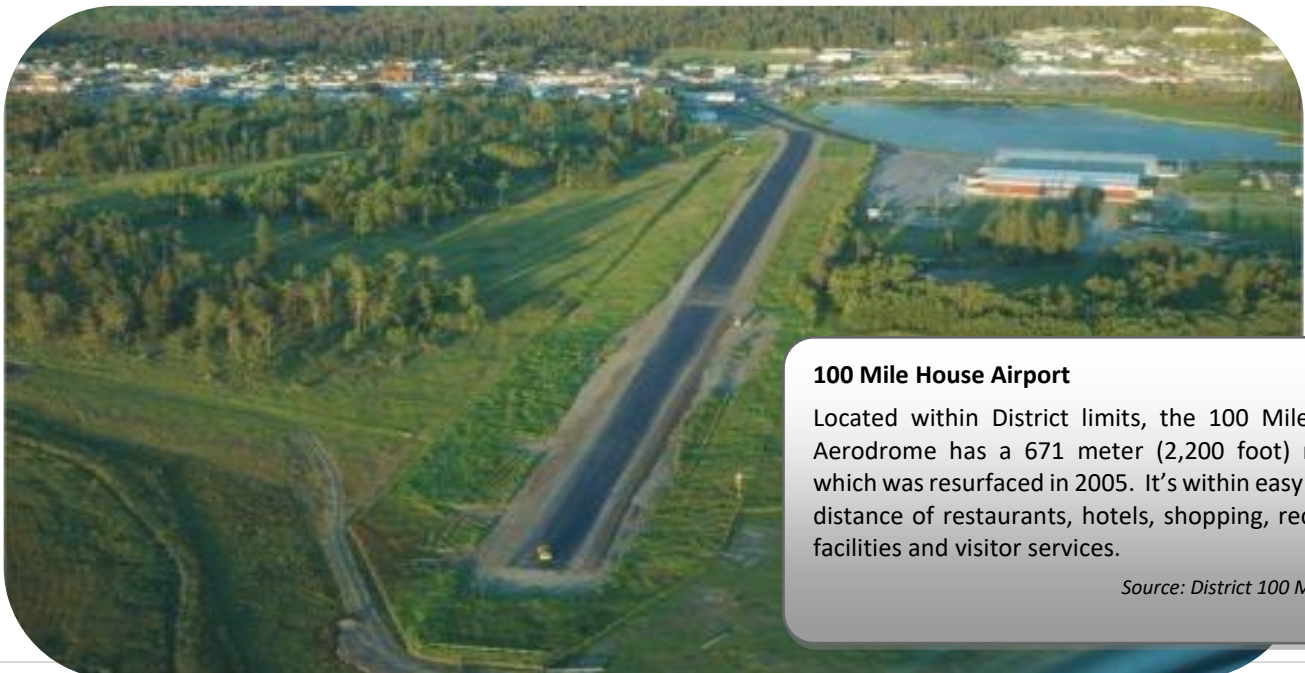 100 Mile House Airport
Located within District limits, the 100 Mile
Aerodrome has a 671 meter (2,200 foot)
which was resurfaced in 2005. It’s within easy
distance of restaurants, hotels, shopping,
facilities and visitor services.
Source: District 100